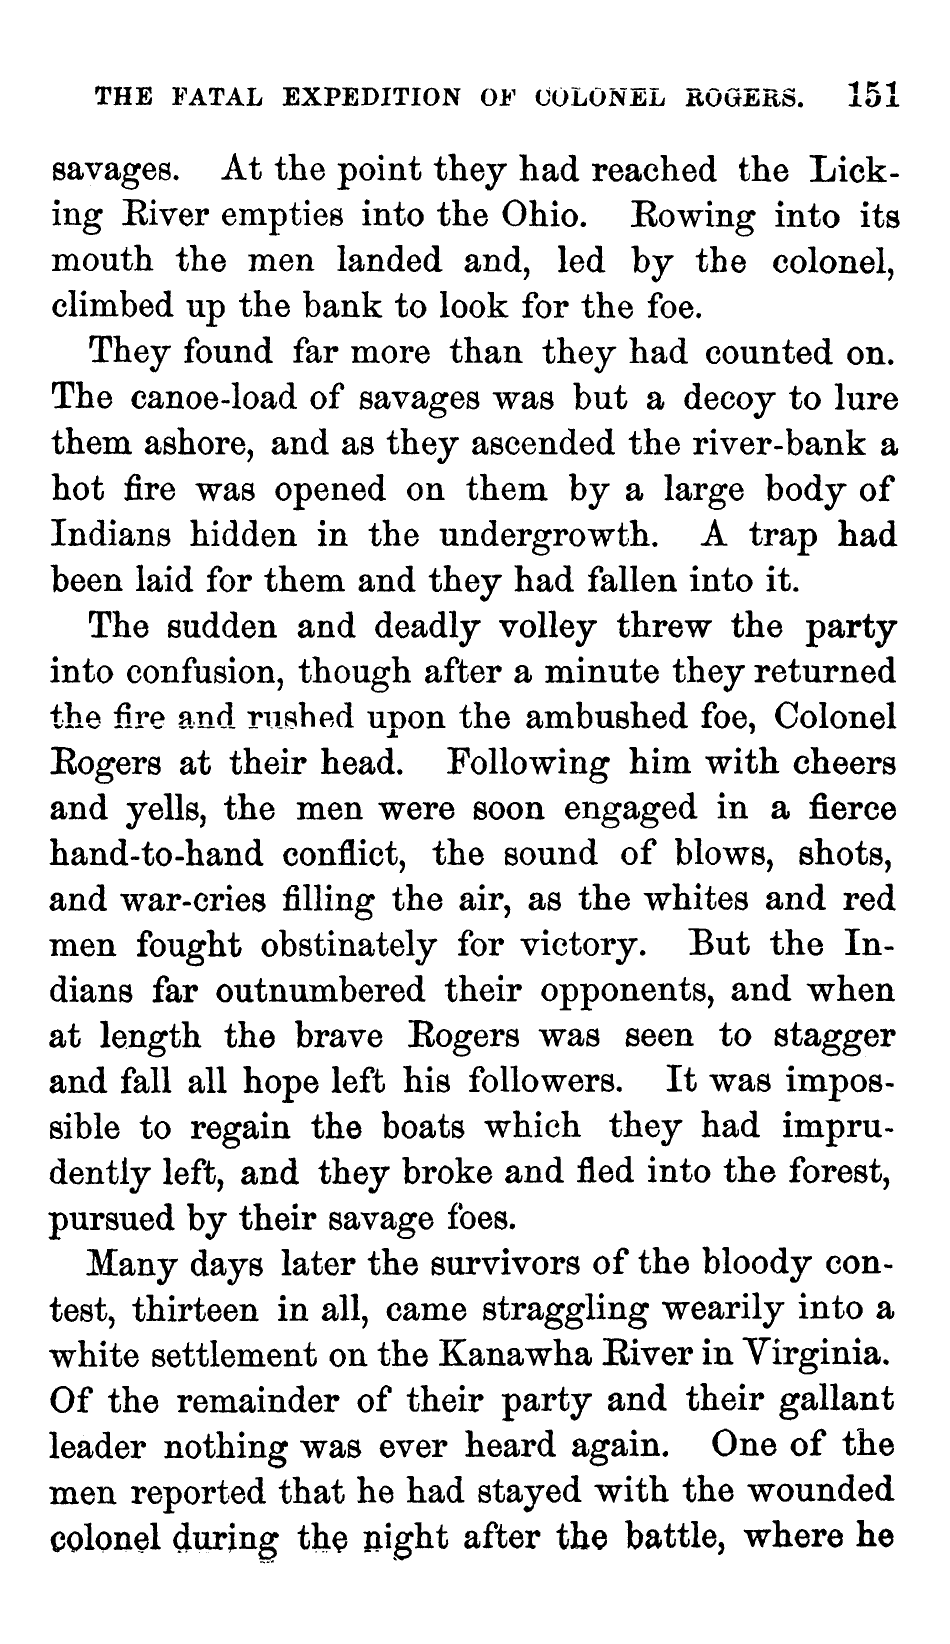 THE FATAL EXPEDITION OF COLONEL ROGERS. 151
savages. At the point they had reached the Lick-
ing River empties into the Ohio. Rowing into its
mouth the men landed and, led by the colonel,
climbed up the bank to look for the foe.
They found far more than they had counted on.
The canoe-load of savages was but a decoy to lure
them ashore, and as they ascended the river-bank a
hot fire was opened on them by a large body of
Indians hidden in the undergrowth. A trap had
been laid for them and they had fallen into it.
The sudden and deadly volley threw the party
into confusion, though after a minute they returned
the fire and rushed upon the ambushed foe, Colonel
Rogers at their head. Following him with cheers
and yells, the men were soon engaged in a fierce
hand-to-hand conflict, the sound of blows, shots,
and war-cries filling the air, as the whites and red
men fought obstinately for victory. But the In-
dians far outnumbered their opponents, and when
at length the brave Rogers was seen to stagger
and fall all hope left his followers. It was impos-
sible to regain the boats which they had impru-
dently left, and they broke and fled into the forest,
pursued by their savage foes.
Many days later the survivors of the bloody con-
test, thirteen in all, came straggling wearily into a
white settlement on the Kanawha River in Virginia.
Of the remainder of their party and their gallant
leader nothing was ever heard again. One of the
men reported that he had stayed with the wounded
colonel during the night after the battle, where he